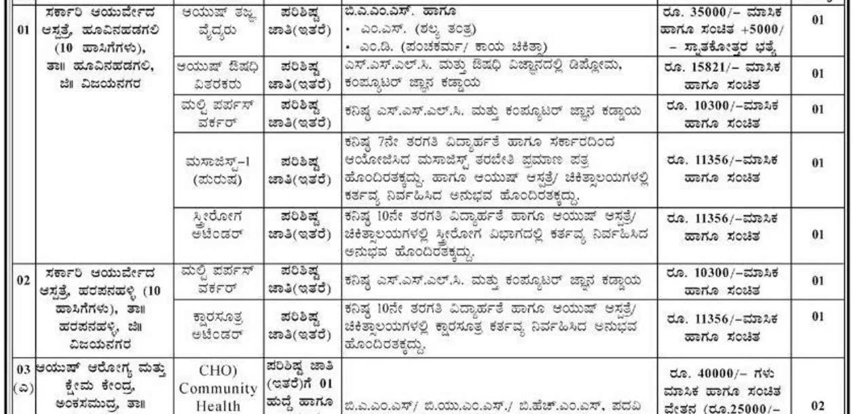 01
ಸರ್ಕಾರಿ ಆಯುರ್ವೇದ
ಆಸ್ಪತ್ರೆ, ಹೂವಿನಹಡಗಲಿ
(10 ಹಾಸಿಗೆಗಳು),
ತಾ॥ ಹೂವಿನಹಡಗಲಿ,
ಜಿ॥ ವಿಜಯನಗರ
ಆಯುಷ್ ತಜ್ಞ
ವೈದ್ಯರು
ಪರಿಶಿಷ್ಟ
ಜಾತಿ(ಇತರೆ)
ಬಿ.ಎ.ಎಂ.ಎಸ್. ಹಾಗೂ
• ಎಂ.ಎಸ್. (ಶಲ್ಯ ತಂತ್ರ)
• ಎಂ.ಡಿ. (ಪಂಚಕರ್ಮ/ ಕಾಯ ಚಿಕಿತ್ಸಾ)
ರೂ. 35000/- ಮಾಸಿಕ
ಹಾಗೂ ಸಂಚಿತ +5000/
- ಸ್ನಾತಕೋತ್ತರ ಭತ್ಯೆ
01
ಆಯುಷ್ ಔಷಧಿ
ವಿತರಕರು
ಪರಿಶಿಷ್ಟ
ಜಾತಿ(ಇತರೆ)
ಎಸ್.ಎಸ್.ಎಲ್.ಸಿ. ಮತ್ತು ಔಷಧಿ ವಿಜ್ಞಾನದಲ್ಲಿ ಡಿಪ್ಲೋಮ,
ಕಂಪ್ಯೂಟರ್ ಜ್ಞಾನ ಕಡ್ಡಾಯ
ರೂ. 15821/- ಮಾಸಿಕ
ಹಾಗೂ ಸಂಚಿತ
01
ಮಲ್ಟಿ ಪರ್ಪಸ್
ವರ್ಕರ್
ಪರಿಶಿಷ್ಟ
ಜಾತಿ(ಇತರೆ)
ಕನಿಷ್ಠ ಎಸ್.ಎಸ್.ಎಲ್.ಸಿ. ಮತ್ತು ಕಂಪ್ಯೂಟರ್ ಜ್ಞಾನ ಕಡ್ಡಾಯ
ರೂ. 10300/-ಮಾಸಿಕ
ಹಾಗೂ ಸಂಚಿತ
01
ಮಸಾಜಿಸ್ಟ್-1
(ಪುರುಷ)
ಪರಿಶಿಷ್ಟ
ಜಾತಿ(ಇತರೆ)
ಕನಿಷ್ಠ 7ನೇ ತರಗತಿ ವಿದ್ಯಾರ್ಹತೆ ಹಾಗೂ ಸರ್ಕಾರದಿಂದ
ಆಯೋಜಿಸಿದ ಮಸಾಜಿಸ್ಟ್ ತರಬೇತಿ ಪ್ರಮಾಣ ಪತ್ರ
ಹೊಂದಿರತಕ್ಕದ್ದು. ಹಾಗೂ ಆಯುಷ್ ಆಸ್ಪತ್ರೆ/ ಚಿಕಿತ್ಸಾಲಯಗಳಲ್ಲಿ
ಕರ್ತವ್ಯ ನಿರ್ವಹಿಸಿದ ಅನುಭವ ಹೊಂದಿರತಕ್ಕದ್ದು.
ರೂ. 11356/-ಮಾಸಿಕ
ಹಾಗೂ ಸಂಚಿತ
01
ಸ್ತ್ರೀರೋಗ
ಅಟೆಂಡರ್
ಪರಿಶಿಷ್ಟ
ಜಾತಿ(ಇತರೆ)
ಕನಿಷ್ಠ 10ನೇ ತರಗತಿ ವಿದ್ಯಾರ್ಹತೆ ಹಾಗೂ ಆಯುಷ್ ಆಸ್ಪತ್ರೆ/
ಚಿಕಿತ್ಸಾಲಯಗಳಲ್ಲಿ ಸ್ತ್ರೀರೋಗ ವಿಭಾಗದಲ್ಲಿ ಕರ್ತವ್ಯ ನಿರ್ವಹಿಸಿದ
ಅನುಭವ ಹೊಂದಿರತಕ್ಕದ್ದು.
ರೂ. 11356/-ಮಾಸಿಕ
ಹಾಗೂ ಸಂಚಿತ
01
02
ಸರ್ಕಾರಿ ಆಯುರ್ವೇದ
ಆಸ್ಪತ್ರೆ, ಹರಪನಹಳ್ಳಿ (10
ಹಾಸಿಗೆಗಳು), ತಾ॥
ಹರಪನಹಳ್ಳಿ, ಜಿ॥
ವಿಜಯನಗರ
ಮಲ್ಟಿ ಪರ್ಪಸ್
ವರ್ಕರ್
ಪರಿಶಿಷ್ಟ
ಜಾತಿ(ಇತರೆ)
ಕನಿಷ್ಠ ಎಸ್.ಎಸ್.ಎಲ್.ಸಿ. ಮತ್ತು ಕಂಪ್ಯೂಟರ್ ಜ್ಞಾನ ಕಡ್ಡಾಯ
ರೂ. 10300/-ಮಾಸಿಕ
ಹಾಗೂ ಸಂಚಿತ
01
ಕ್ಷಾರಸೂತ್ರ
ಅಟೆಂಡರ್
ಪರಿಶಿಷ್ಟ
ಜಾತಿ(ಇತರೆ)
ಕನಿಷ್ಠ 10ನೇ ತರಗತಿ ವಿದ್ಯಾರ್ಹತೆ ಹಾಗೂ ಆಯುಷ್ ಆಸ್ಪತ್ರೆ/
ಚಿಕಿತ್ಸಾಲಯಗಳಲ್ಲಿ ಕ್ಷಾರಸೂತ್ರ ಕರ್ತವ್ಯ ನಿರ್ವಹಿಸಿದ ಅನುಭವ
ಹೊಂದಿರತಕ್ಕದ್ದು.
ರೂ. 11356/-ಮಾಸಿಕ
ಹಾಗೂ ಸಂಚಿತ
01
03
(ಎ)
ಆಯುಷ್ ಆರೋಗ್ಯ ಮತ್ತು
ಕ್ಷೇಮ ಕೇಂದ್ರ,
ಅಂಕಸಮುದ್ರ, ತಾ॥
CHO)
Community
Health
ಪರಿಶಿಷ್ಟ ಜಾತಿ
(ಇತರೆ)ಗೆ 01
ಹುದ್ದೆ ಹಾಗೂ
ಬಿ.ಎ.ಎಂ.ಎಸ್/ ಬಿ.ಯು.ಎಂ.ಎಸ್./ ಬಿ.ಹೆಚ್.ಎಂ.ಎಸ್, ಪದವಿ
ರೂ. 40000/- ಗಳು
ಮಾಸಿಕ ಹಾಗೂ ಸಂಚಿತ
ವೇತನ (ರೂ.25000/-
02